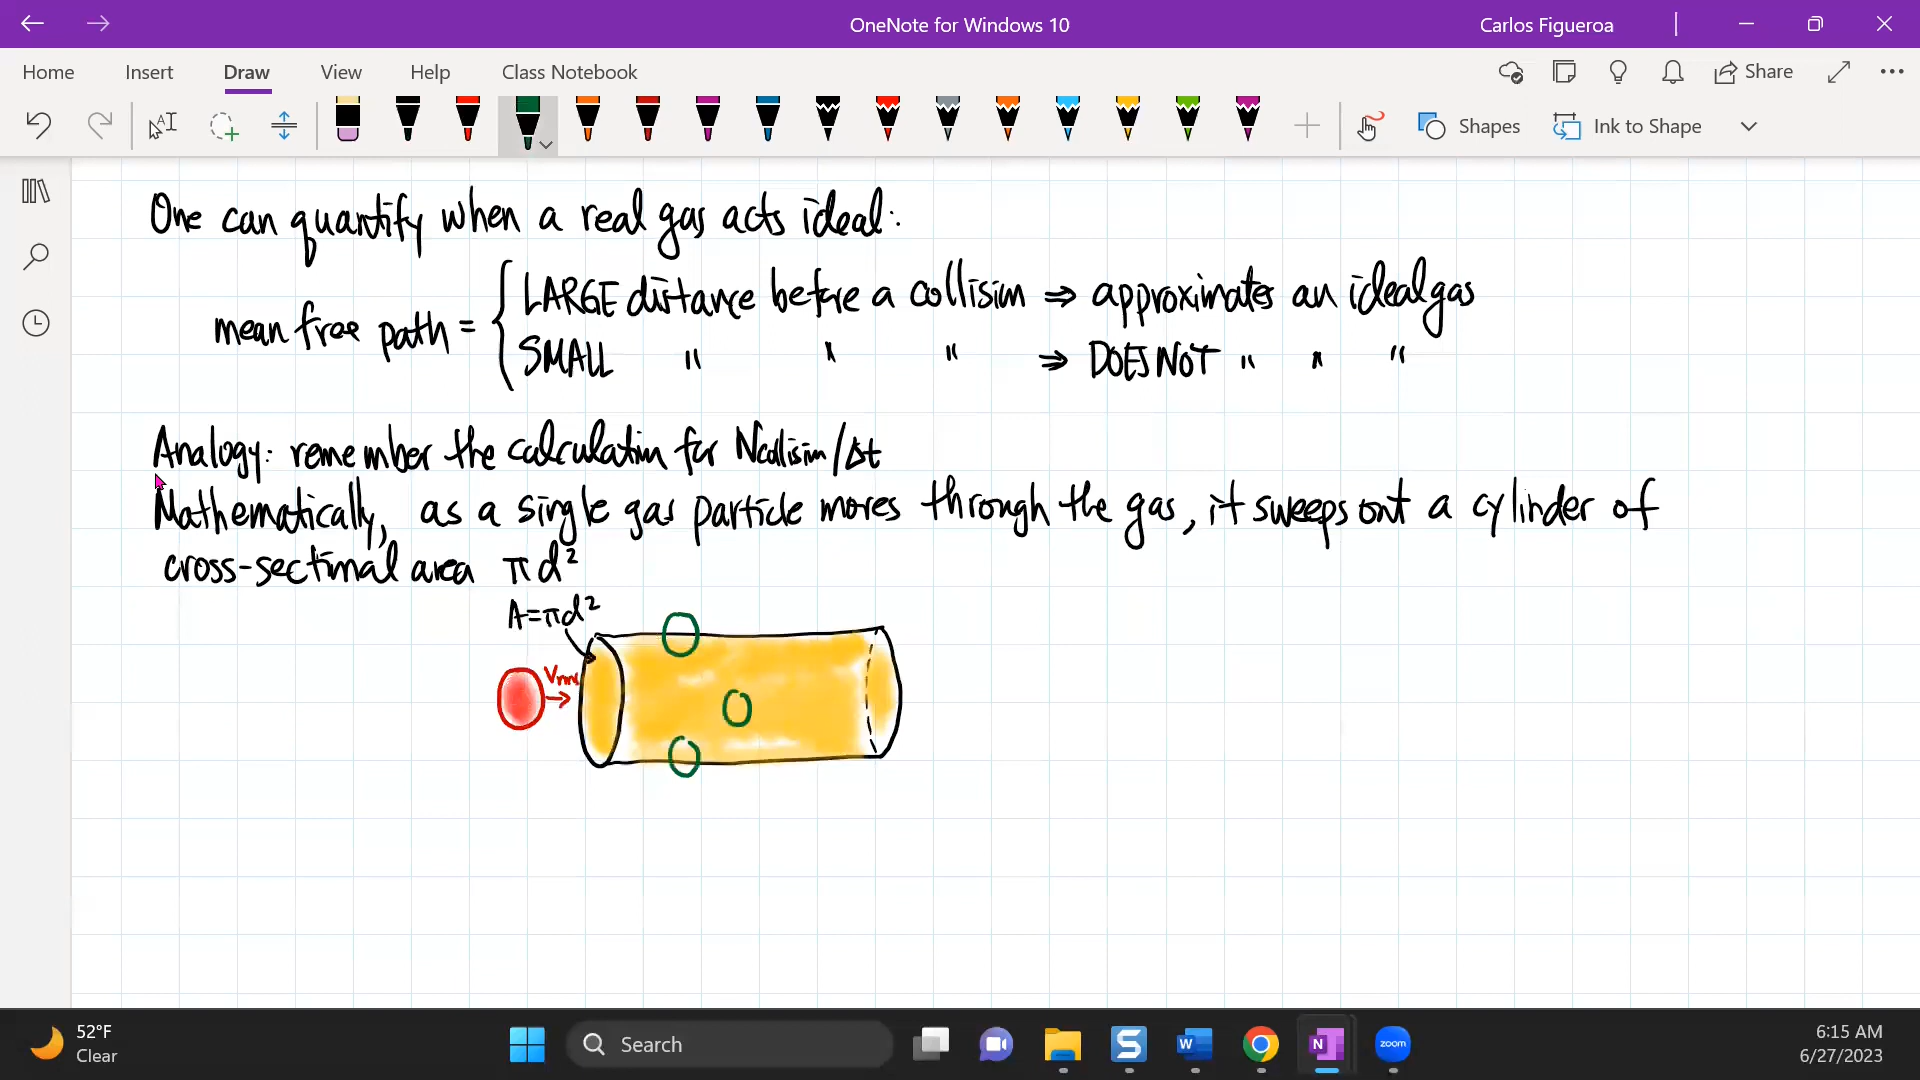 OneNote for Windows 10
Carlos Figueroa
Home Insert Draw View Help Class Notebook
Share
Shapes Ink to Shape
One can quantify when a real gas acts ideal:
mean free path = { LARGE distance before a collision ⇒ approximates an ideal gas
SMALL " " " ⇒ DOES NOT " " "
Analogy: remember the calculation for Ncollision/Δt
Mathematically, as a single gas particle moves through the gas, it sweeps out a cylinder of
cross-sectional area πd²
A=πd²
52°F
Clear
Search
zoom
6:15 AM
6/27/2023